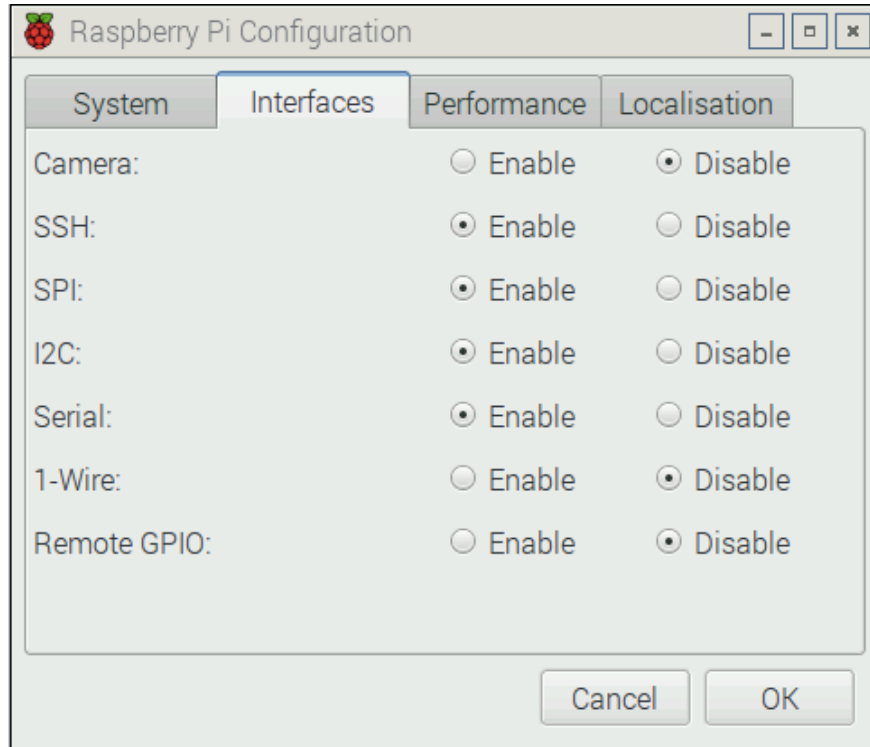 Raspberry Pi Configuration
System Interfaces Performance Localisation
Camera: Enable Disable
SSH: Enable Disable
SPI: Enable Disable
I2C: Enable Disable
Serial: Enable Disable
1-Wire: Enable Disable
Remote GPIO: Enable Disable
Cancel OK